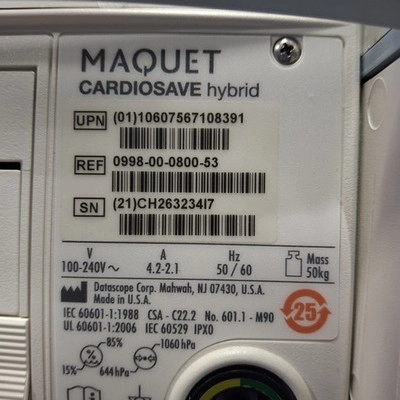 MAQUET
CARDIOSAVE hybrid
UPN (01)10607567108391
REF 0998-00-0800-53
SN (21)CH263234I7
V A Hz Mass
100-240V~ 4.2-2.1 50 / 60 50kg
Datascope Corp. Mahwah, NJ 07430, U.S.A.
Made in U.S.A.
25
IEC 60601-1:1988 CSA - C22.2 No. 601.1 - M90
UL 60601-1:2006 IEC 60529 IPX0
85% 1060 hPa
15% 644 hPa